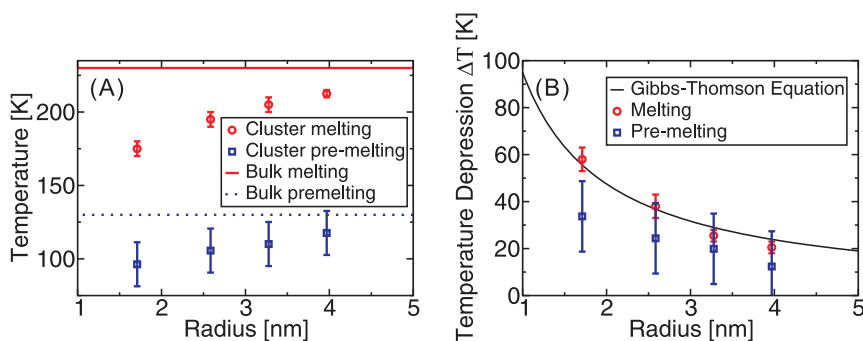 (A)
Temperature [K]
200
150
100
Cluster melting
Cluster pre-melting
Bulk melting
Bulk premelting
1 2 3 4 5
Radius [nm]
(B)
Temperature Depression ΔT [K]
100
80
60
40
20
0
Gibbs-Thomson Equation
Melting
Pre-melting
1 2 3 4 5
Radius [nm]